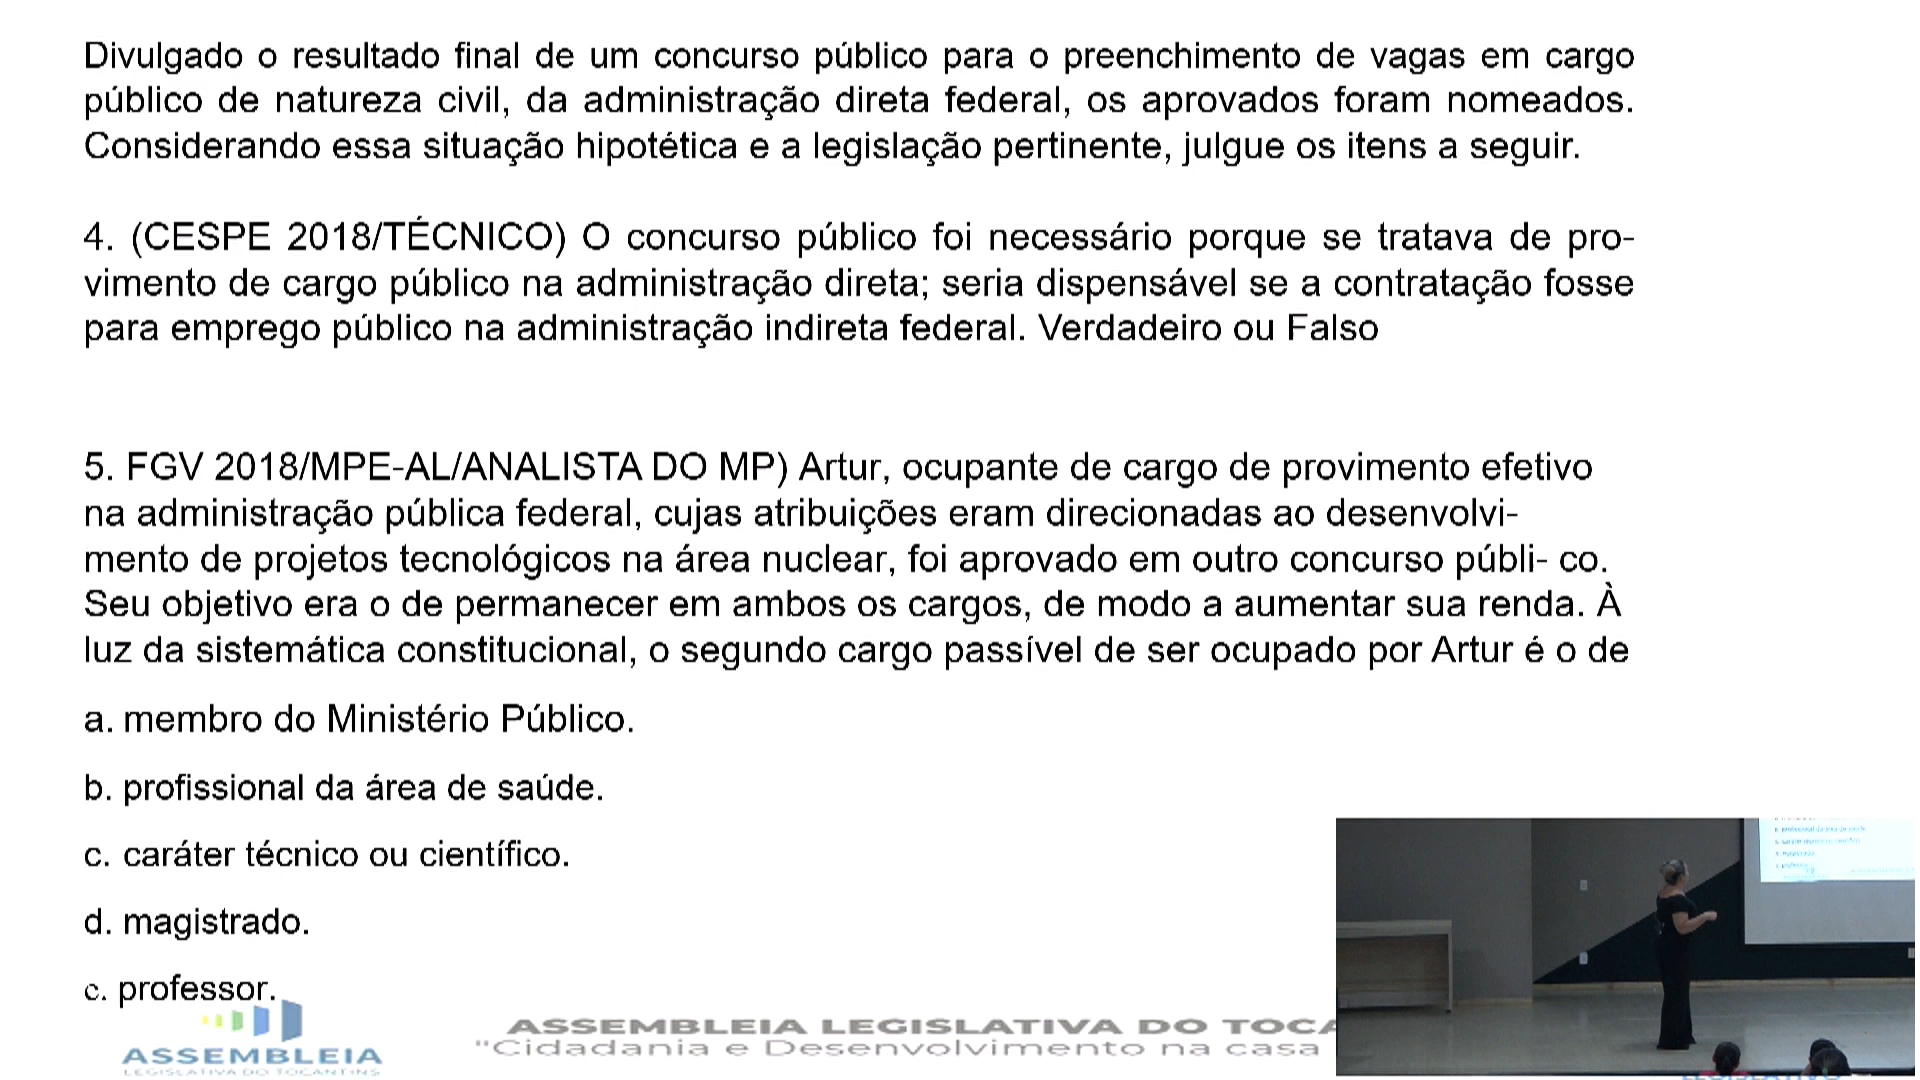 Divulgado o resultado final de um concurso público para o preenchimento de vagas em cargo
público de natureza civil, da administração direta federal, os aprovados foram nomeados.
Considerando essa situação hipotética e a legislação pertinente, julgue os itens a seguir.
4. (CESPE 2018/TÉCNICO) O concurso público foi necessário porque se tratava de pro-
vimento de cargo público na administração direta; seria dispensável se a contratação fosse
para emprego público na administração indireta federal. Verdadeiro ou Falso
5. FGV 2018/MPE-AL/ANALISTA DO MP) Artur, ocupante de cargo de provimento efetivo
na administração pública federal, cujas atribuições eram direcionadas ao desenvolvi-
mento de projetos tecnológicos na área nuclear, foi aprovado em outro concurso públi- co.
Seu objetivo era o de permanecer em ambos os cargos, de modo a aumentar sua renda. À
luz da sistemática constitucional, o segundo cargo passível de ser ocupado por Artur é o de
a. membro do Ministério Público.
b. profissional da área de saúde.
c. caráter técnico ou científico.
d. magistrado.
c. professor.
ASSEMBLEIA
LEGISLATIVA DO TOCANTINS
ASSEMBLEIA LEGISLATIVA DO TOCA
"Cidadania e Desenvolvimento na casa